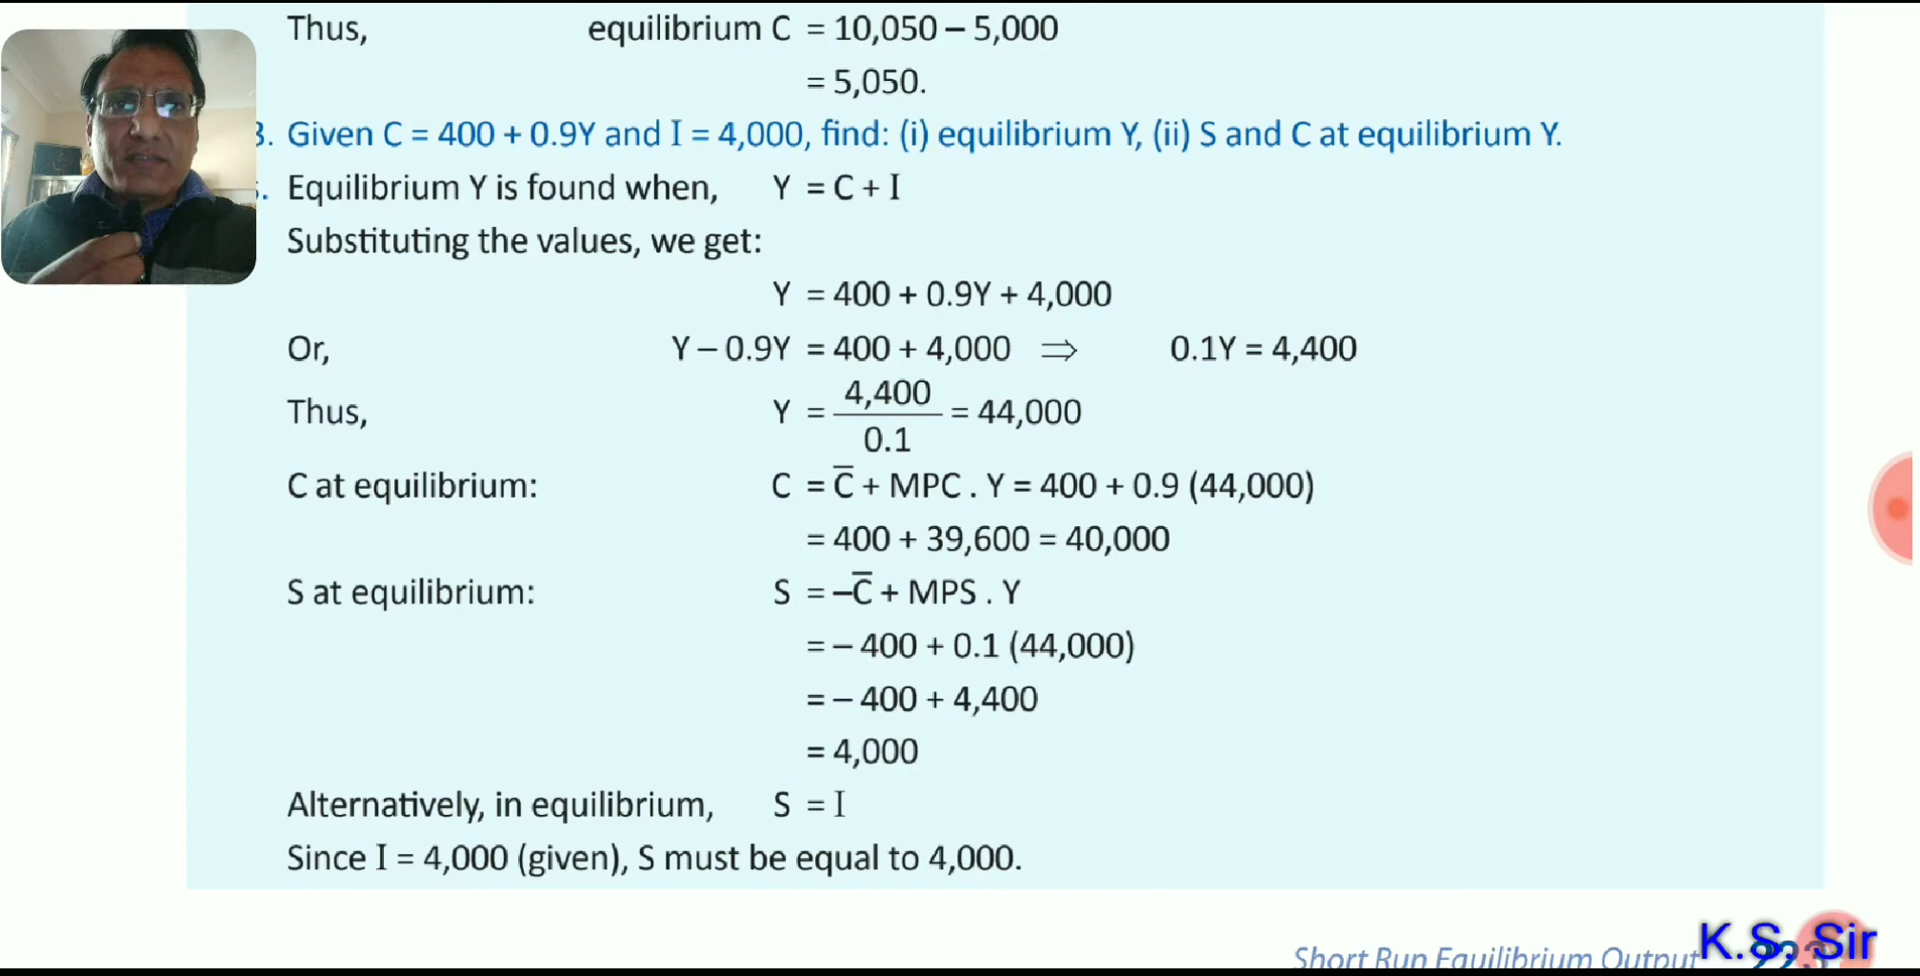 Thus, equilibrium C = 10,050 – 5,000
= 5,050.
3. Given C = 400 + 0.9Y and I = 4,000, find: (i) equilibrium Y, (ii) S and C at equilibrium Y.
Equilibrium Y is found when, Y = C + I
Substituting the values, we get:
Y = 400 + 0.9Y + 4,000
Or, Y – 0.9Y = 400 + 4,000 ⇒ 0.1Y = 4,400
Thus, Y = 4,400 / 0.1 = 44,000
C at equilibrium: C = C̅ + MPC . Y = 400 + 0.9 (44,000)
= 400 + 39,600 = 40,000
S at equilibrium: S = –C̅ + MPS . Y
= – 400 + 0.1 (44,000)
= – 400 + 4,400
= 4,000
Alternatively, in equilibrium, S = I
Since I = 4,000 (given), S must be equal to 4,000.
Short Run Equilibrium Output
K.S. Sir